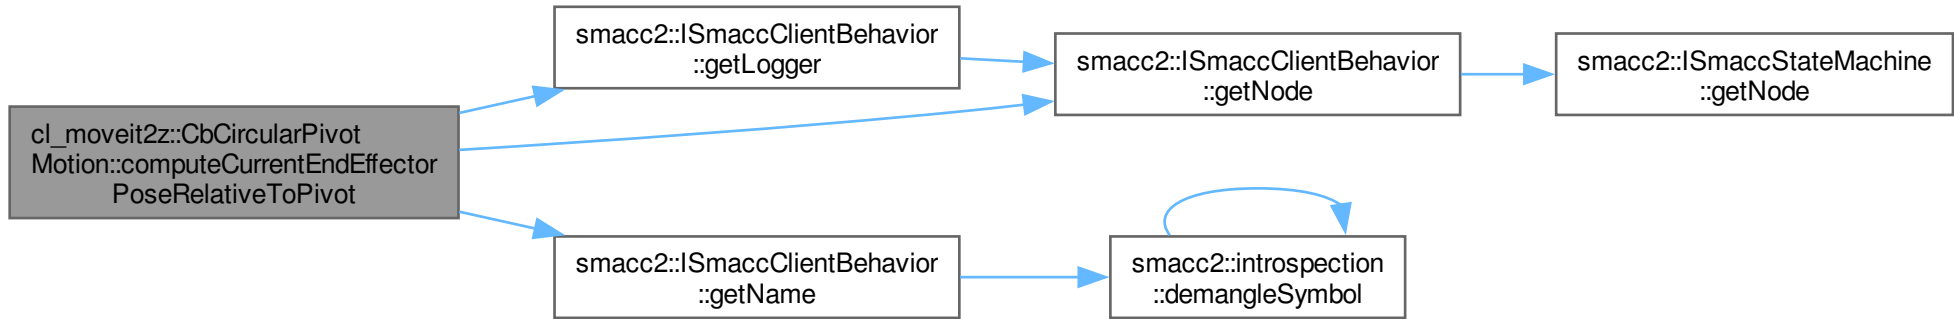 cl_moveit2z::CbCircularPivot
Motion::computeCurrentEndEffector
PoseRelativeToPivot
smacc2::ISmaccClientBehavior
::getLogger
smacc2::ISmaccClientBehavior
::getNode
smacc2::ISmaccStateMachine
::getNode
smacc2::ISmaccClientBehavior
::getName
smacc2::introspection
::demangleSymbol